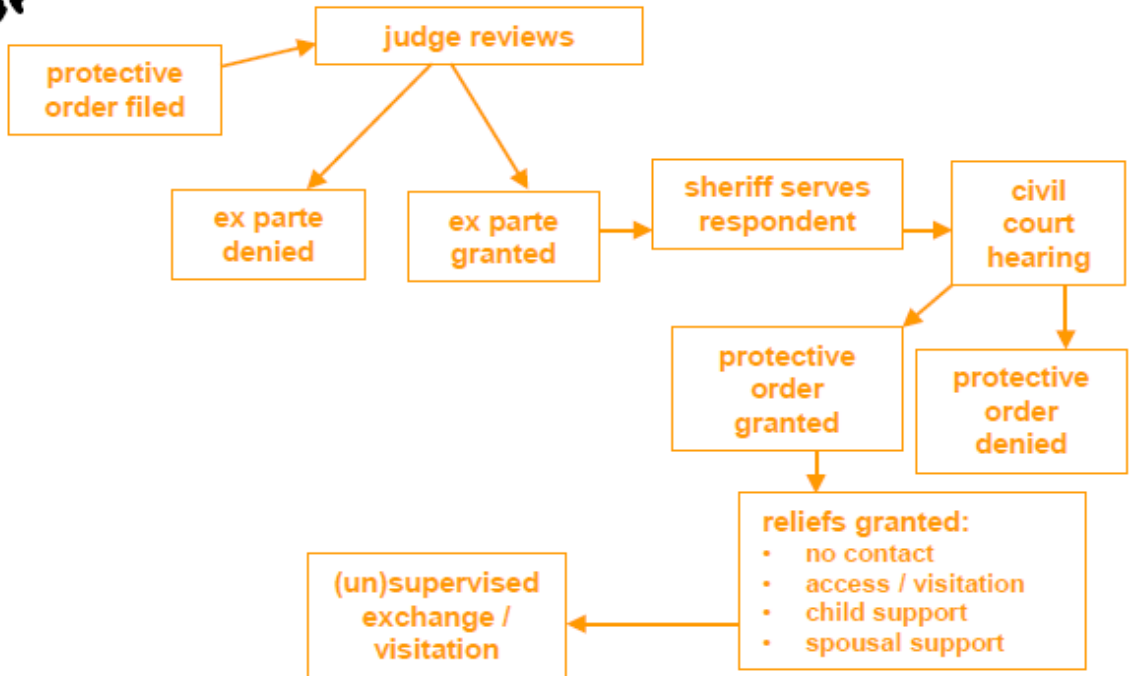 judge reviews
protective
order filed
ex parte
denied
ex parte
granted
sheriff serves
respondent
civil
court
hearing
protective
order
granted
protective
order
denied
reliefs granted:
• no contact
• access / visitation
• child support
• spousal support
(un)supervised
exchange /
visitation